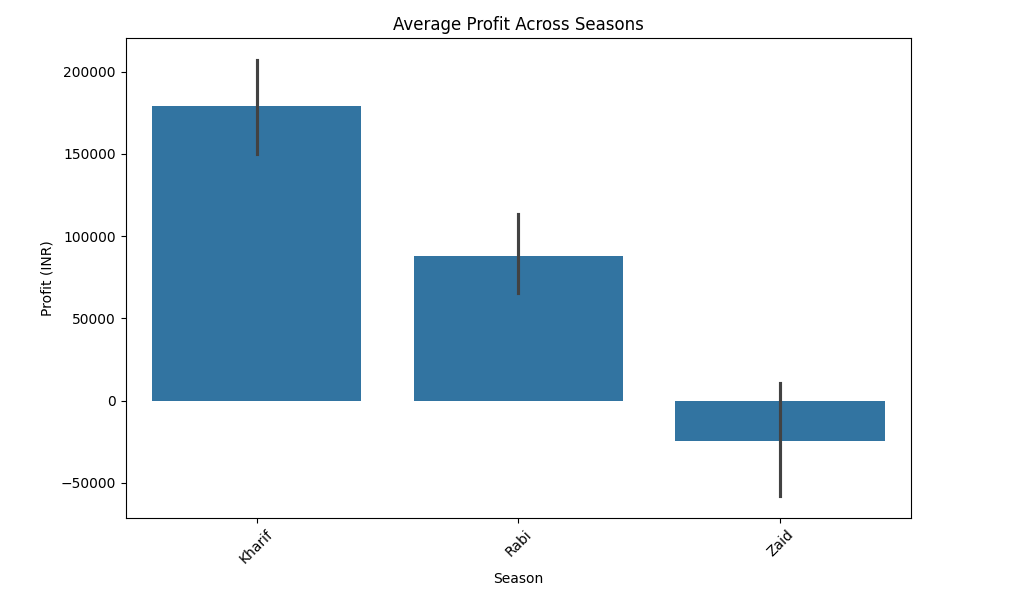 Average Profit Across Seasons
Profit (INR)
200000
150000
100000
50000
0
−50000
Kharif
Rabi
Zaid
Season